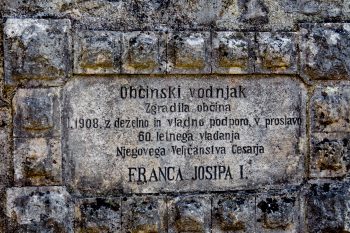 Občinski vodnjak
Zgradila občina
l. 1908. z deželno in vladno podporo, v proslavo
60. letnega vladanja
Njegovega Veličanstva Cesarja
FRANCA JOSIPA I.